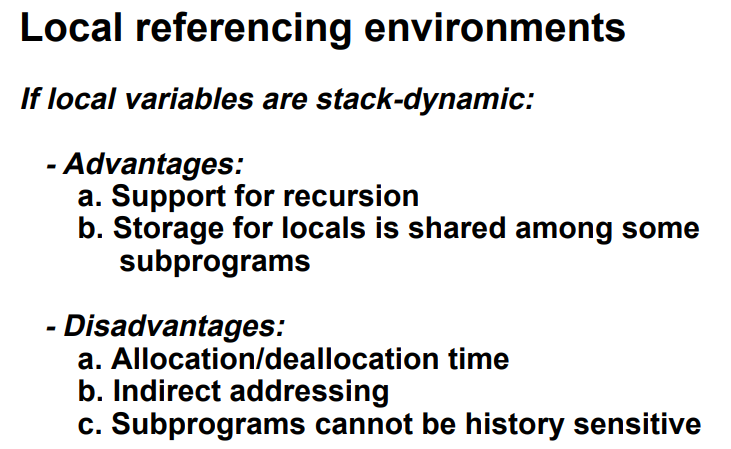 Local referencing environments
If local variables are stack-dynamic:
- Advantages:
a. Support for recursion
b. Storage for locals is shared among some
subprograms
- Disadvantages:
a. Allocation/deallocation time
b. Indirect addressing
c. Subprograms cannot be history sensitive